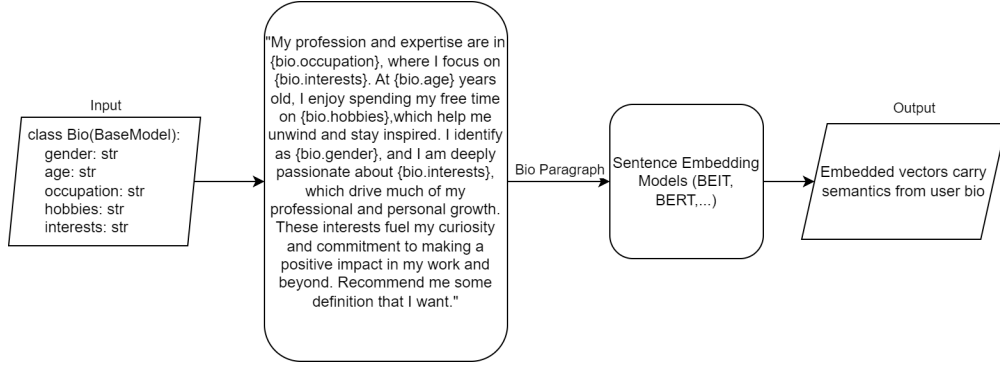 Input
class Bio(BaseModel):
gender: str
age: str
occupation: str
hobbies: str
interests: str
"My profession and expertise are in
{bio.occupation}, where I focus on
{bio.interests}. At {bio.age} years
old, I enjoy spending my free time
on {bio.hobbies},which help me
unwind and stay inspired. I identify
as {bio.gender}, and I am deeply
passionate about {bio.interests},
which drive much of my
professional and personal growth.
These interests fuel my curiosity
and commitment to making a
positive impact in my work and
beyond. Recommend me some
definition that I want."
Bio Paragraph
Sentence Embedding
Models (BEIT,
BERT,...)
Output
Embedded vectors carry
semantics from user bio